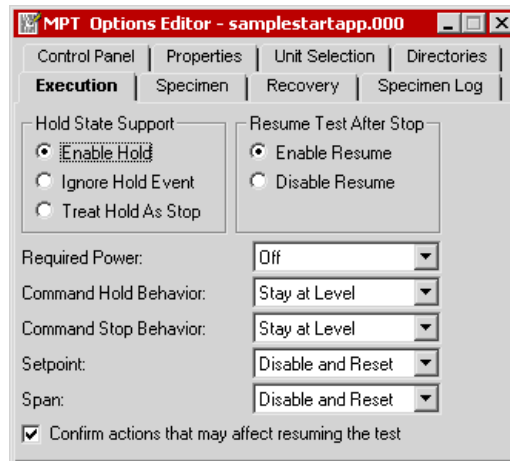 MPT Options Editor - samplestartapp.000
Control Panel Properties Unit Selection Directories
Execution Specimen Recovery Specimen Log
Hold State Support
Enable Hold
Ignore Hold Event
Treat Hold As Stop
Resume Test After Stop
Enable Resume
Disable Resume
Required Power: Off
Command Hold Behavior: Stay at Level
Command Stop Behavior: Stay at Level
Setpoint: Disable and Reset
Span: Disable and Reset
Confirm actions that may affect resuming the test